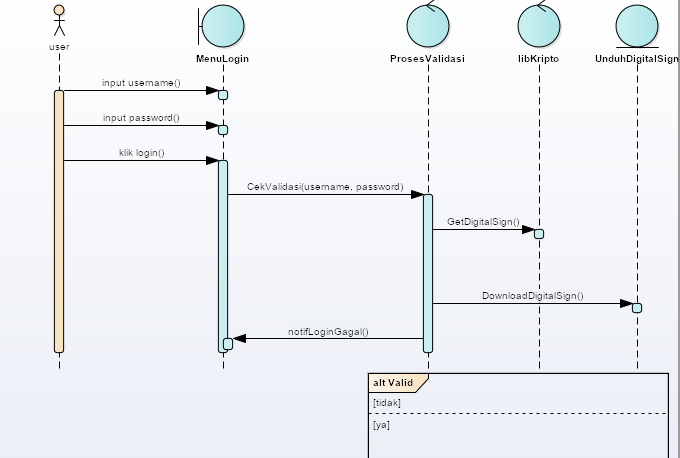 user
MenuLogin
ProsesValidasi
libKripto
UnduhDigitalSign
input username()
input password()
klik login()
CekValidasi(username, password)
GetDigitalSign()
DownloadDigitalSign()
notifLoginGagal()
alt Valid
[tidak]
[ya]